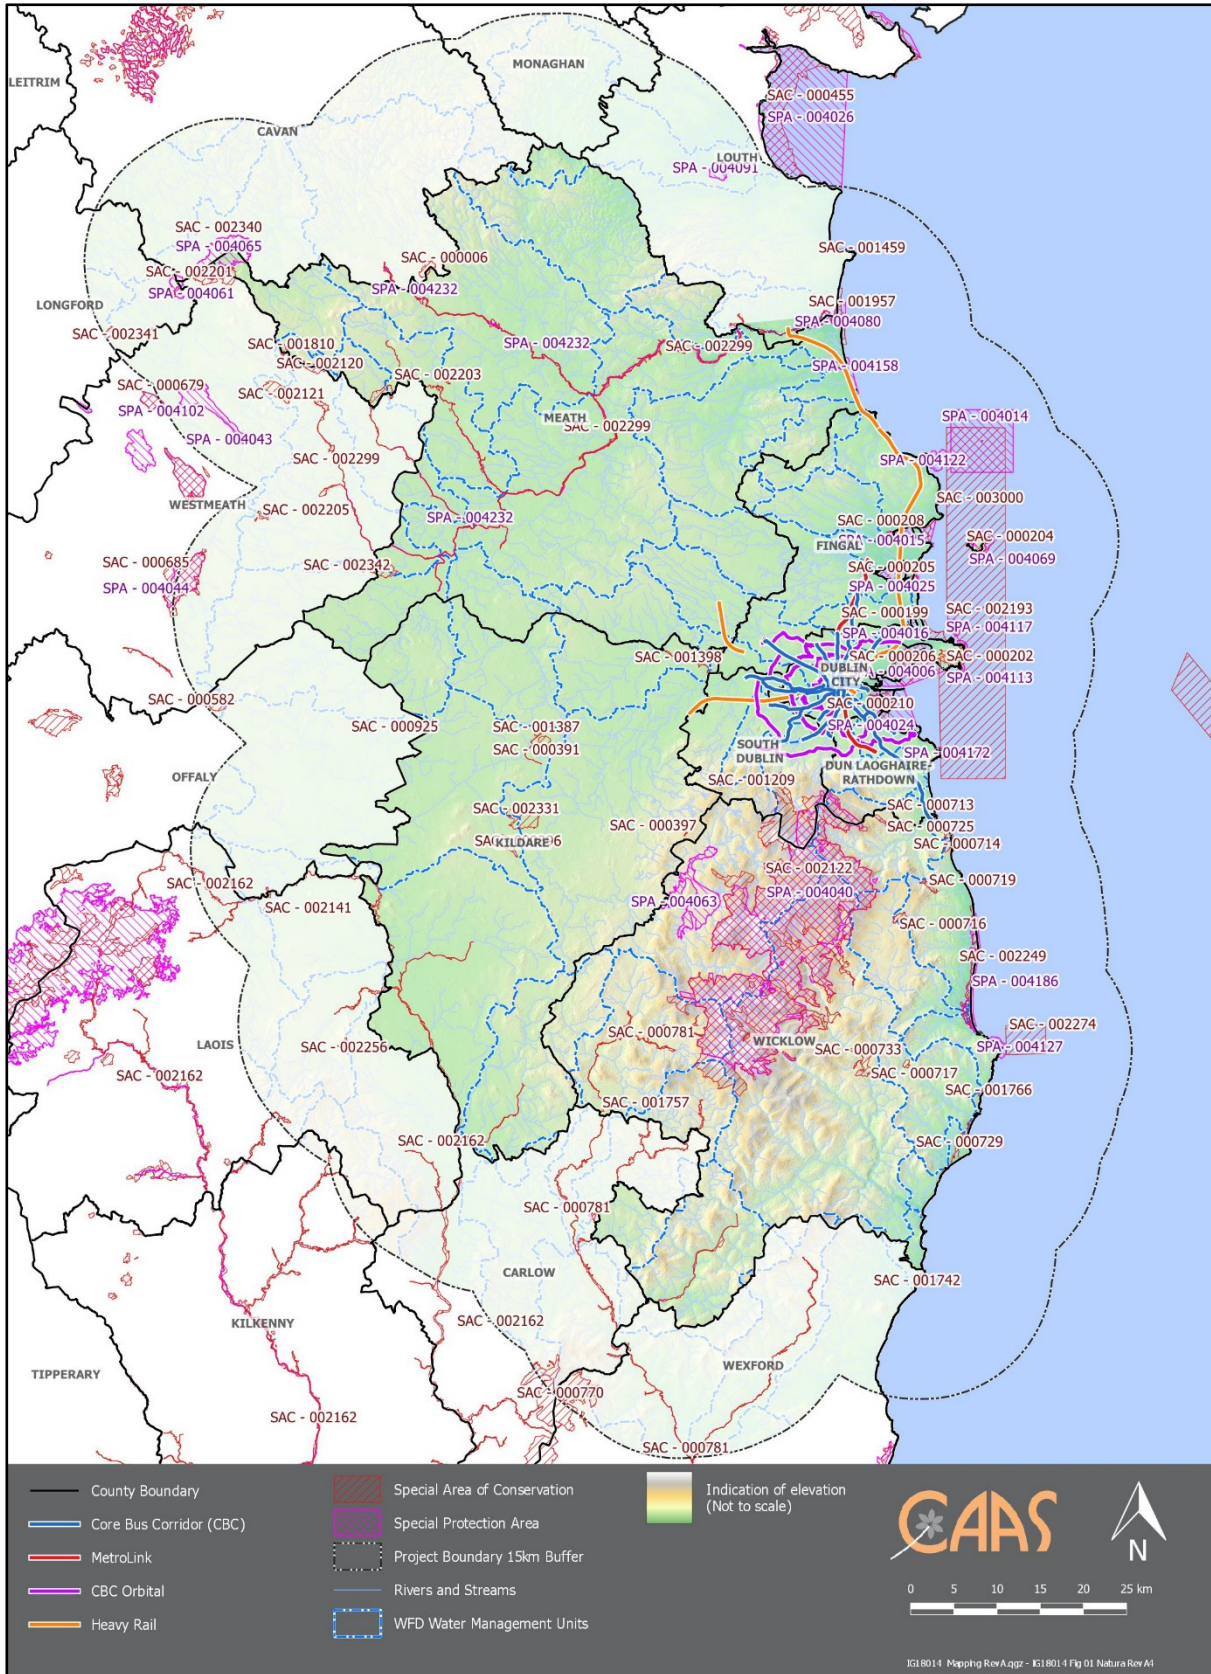 MONAGHAN
LEITRIM
SAC - 000455
SPA - 004026
CAVAN
LOUTH
SPA - 004091
SAC - 002340
SPA - 004065
SAC - 001459
SAC - 000006
SAC - 002201
SPA - 004061
SPA - 004232
LONGFORD
SAC - 001957
SPA - 004080
SAC - 002341
SAC - 001810
SPA - 004232
SAC - 002299
SAC - 002120
SPA - 004158
SAC - 002203
SAC - 000679
SAC - 002121
SPA - 004102
MEATH
SPA - 004014
SAC - 002299
SPA - 004043
SAC - 002299
SPA - 004122
WESTMEATH
SAC - 003000
SAC - 002205
SPA - 004232
SAC - 000208
SAC - 000204
SPA - 004015
FINGAL
SPA - 004069
SAC - 000685
SAC - 002342
SAC - 000205
SPA - 004044
SPA - 004025
SAC - 002193
SAC - 000199
SPA - 004117
SPA - 004016
SAC - 001398
SAC - 000206
SAC - 000202
DUBLIN
CITY
004006
SPA - 004113
SAC - 000582
SAC - 000210
SAC - 000925
SAC - 001387
SPA - 004024
SAC - 000391
SOUTH
DUBLIN
SPA - 004172
DUN LAOGHAIRE-
RATHDOWN
OFFALY
SAC - 001209
SAC - 002331
SAC - 000713
SAC - 000397
SAC - 000725
KILDARE
SAC - 000714
SAC - 002122
SAC - 002162
SPA - 004040
SAC - 000719
SAC - 002141
SPA - 004063
SAC - 000716
SAC - 002249
SPA - 004186
SAC - 002274
SAC - 000781
LAOIS
SAC - 002256
WICKLOW
SAC - 000733
SPA - 004127
SAC - 002162
SAC - 000717
SAC - 001766
SAC - 001757
SAC - 002162
SAC - 000729
SAC - 000781
CARLOW
SAC - 001742
SAC - 002162
KILKENNY
WEXFORD
TIPPERARY
SAC - 000770
SAC - 002162
SAC - 000781
County Boundary
Core Bus Corridor (CBC)
MetroLink
CBC Orbital
Heavy Rail
Special Area of Conservation
Special Protection Area
Project Boundary 15km Buffer
Rivers and Streams
WFD Water Management Units
Indication of elevation
(Not to scale)
CAAS
N
0 5 10 15 20 25 km
IG18014 Mapping RevA.qgz - IG18014 Fig 01 Natura RevA4